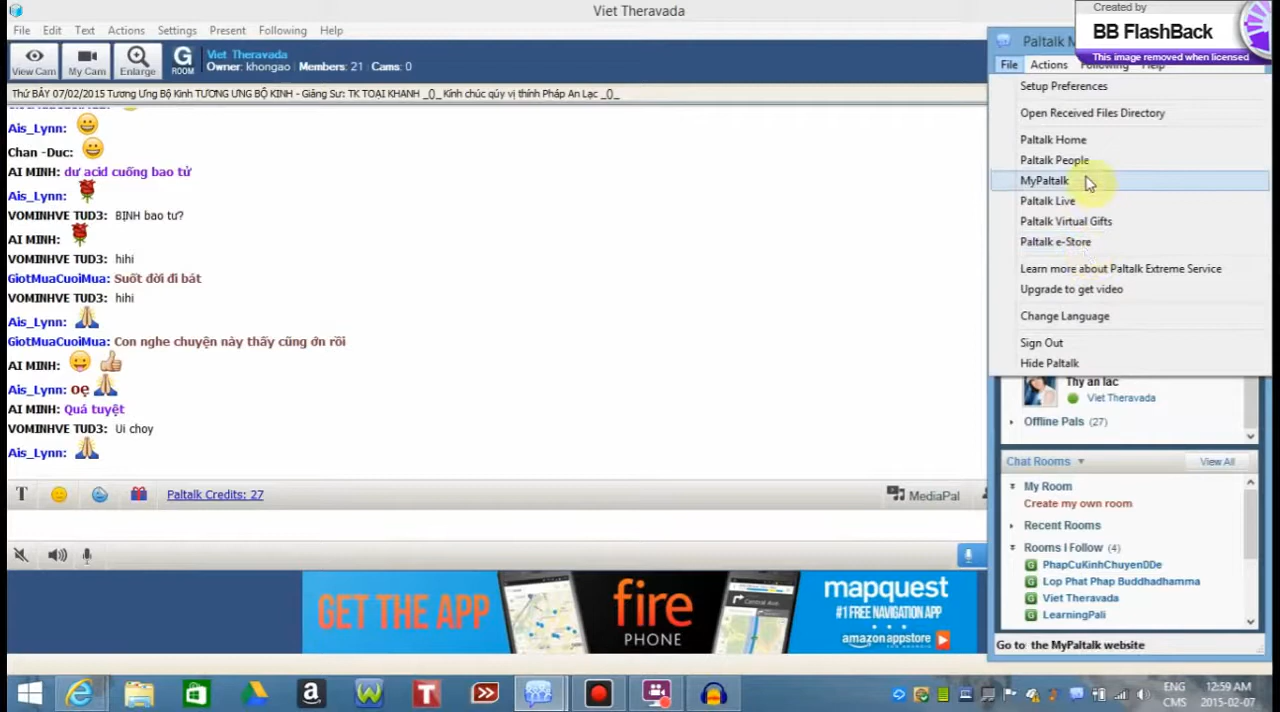 Viet Theravada
Created by
BB FlashBack
This image removed when licensed
File Edit Text Actions Settings Present Following Help
View Cam My Cam Enlarge G ROOM
Viet Theravada
Owner: khongao Members: 21 Cams: 0
Thứ BẢY 07/02/2015 Tương Ưng Bộ Kinh TƯƠNG ƯNG BỘ KINH - Giảng Sư: TK TOẠI KHANH _()_ Kính chúc qúy vị thính Pháp An Lạc _()_
Ais_Lynn:
Chan -Duc:
AI MINH: dư acid cuống bao tử
Ais_Lynn:
VOMINHVE TUD3: BỊNH bao tư?
AI MINH:
VOMINHVE TUD3: hihi
GiotMuaCuoiMua: Suốt đời đi bát
VOMINHVE TUD3: hihi
Ais_Lynn:
GiotMuaCuoiMua: Con nghe chuyện này thấy cũng ớn rồi
AI MINH:
Ais_Lynn: oẹ
AI MINH: Quá tuyệt
VOMINHVE TUD3: Ui choy
Ais_Lynn:
T Paltalk Credits: 27 MediaPal
GET THE APP fire PHONE
mapquest
#1 FREE NAVIGATION APP
amazon appstore
Paltalk
File Actions Following Help
Setup Preferences
Open Received Files Directory
Paltalk Home
Paltalk People
MyPaltalk
Paltalk Live
Paltalk Virtual Gifts
Paltalk e-Store
Learn more about Paltalk Extreme Service
Upgrade to get video
Change Language
Sign Out
Hide Paltalk
Thy an lac
Viet Theravada
Offline Pals (27)
Chat Rooms View All
My Room
Create my own room
Recent Rooms
Rooms I Follow (4)
G PhapCuKinhChuyenDDe
G Lop Phat Phap Buddhadhamma
G Viet Theravada
G LearningPali
Go to the MyPaltalk website
ENG 12:59 AM
CMS 2015-02-07